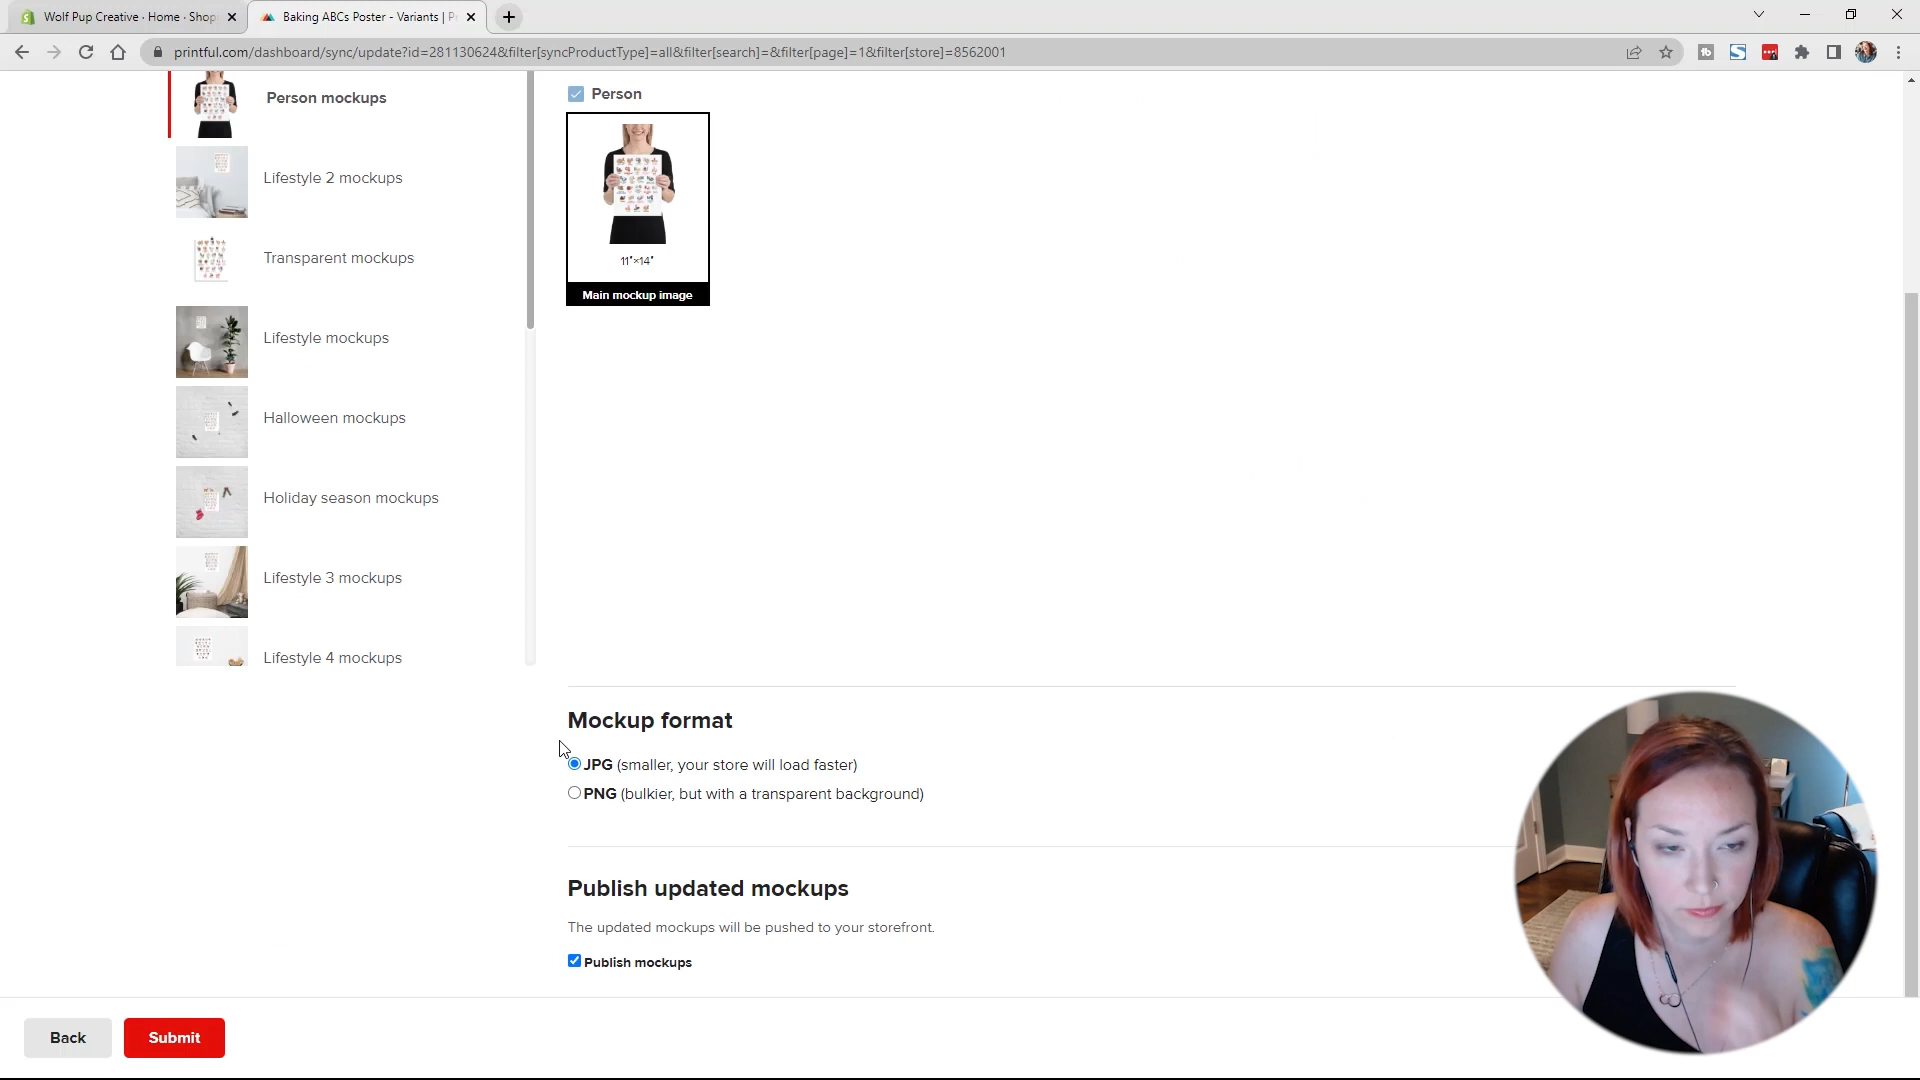 Wolf Pup Creative · Home · Shop
Baking ABCs Poster - Variants | P
printful.com/dashboard/sync/update?id=281130624&filter[syncProductType]=all&filter[search]=&filter[page]=1&filter[store]=8562001
Person mockups
Lifestyle 2 mockups
Transparent mockups
Lifestyle mockups
Halloween mockups
Holiday season mockups
Lifestyle 3 mockups
Lifestyle 4 mockups
Person
11″×14″
Main mockup image
Mockup format
JPG (smaller, your store will load faster)
PNG (bulkier, but with a transparent background)
Publish updated mockups
The updated mockups will be pushed to your storefront.
Publish mockups
Back
Submit